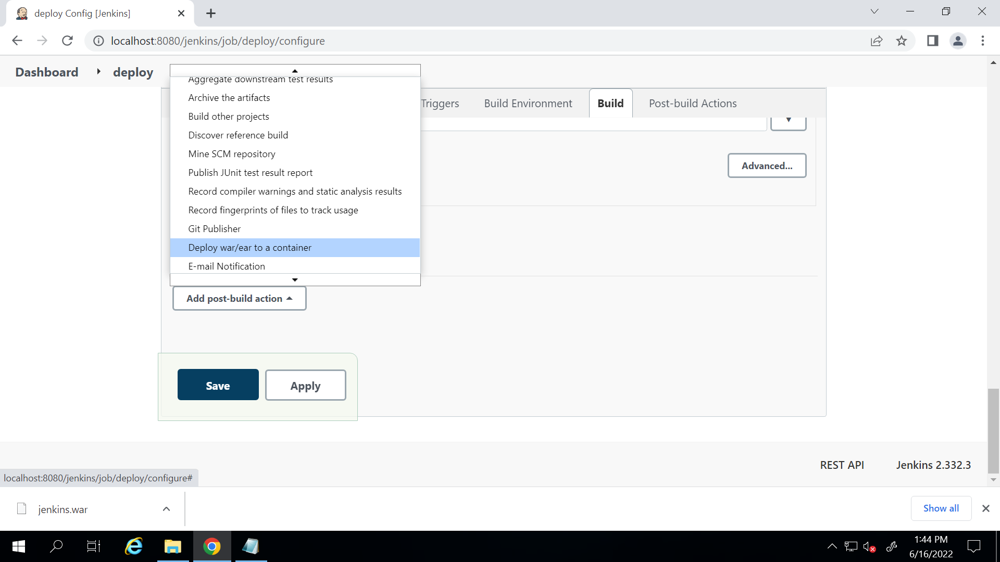 deploy Config [Jenkins]
localhost:8080/jenkins/job/deploy/configure
Dashboard
deploy
Aggregate downstream test results
Archive the artifacts
Build other projects
Discover reference build
Mine SCM repository
Publish JUnit test result report
Record compiler warnings and static analysis results
Record fingerprints of files to track usage
Git Publisher
Deploy war/ear to a container
E-mail Notification
Triggers
Build Environment
Build
Post-build Actions
Advanced...
Add post-build action
Save
Apply
REST API
Jenkins 2.332.3
localhost:8080/jenkins/job/deploy/configure#
jenkins.war
Show all
1:44 PM
6/16/2022